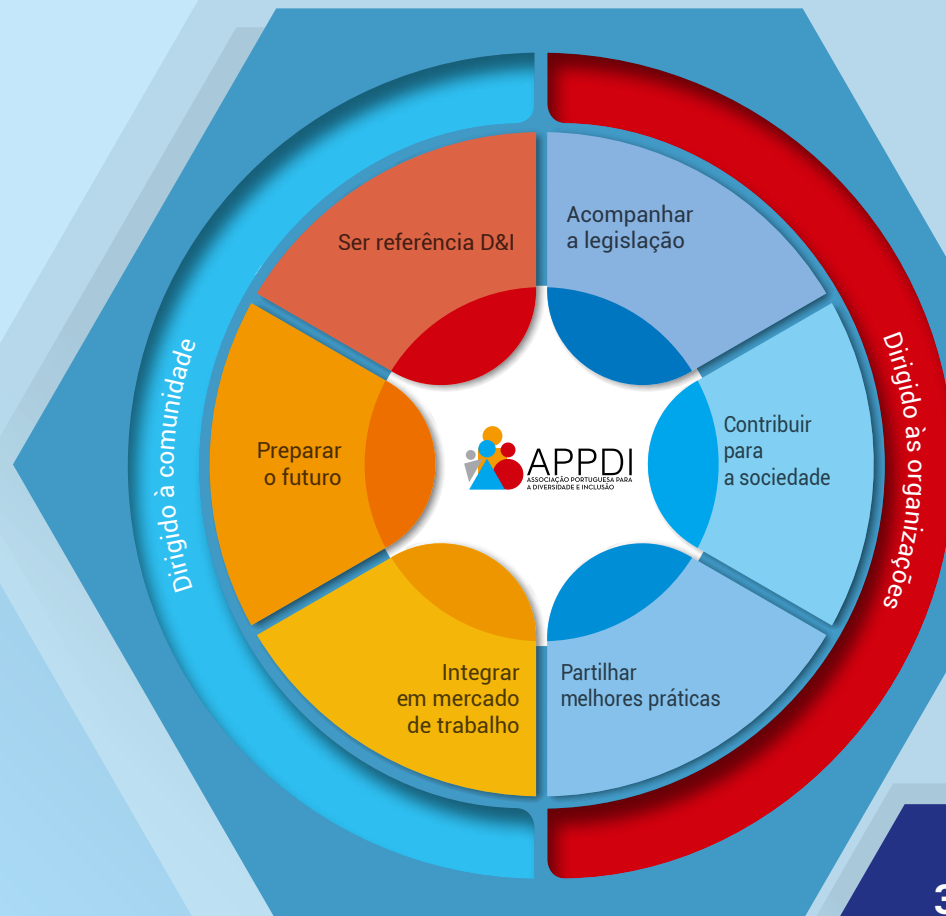 Dirigido à comunidade
Ser referência D&I
Acompanhar
a legislação
Dirigido às organizações
Preparar
o futuro
APPDI
ASSOCIAÇÃO PORTUGUESA PARA
A DIVERSIDADE E INCLUSÃO
Contribuir
para
a sociedade
Integrar
em mercado
de trabalho
Partilhar
melhores práticas
3